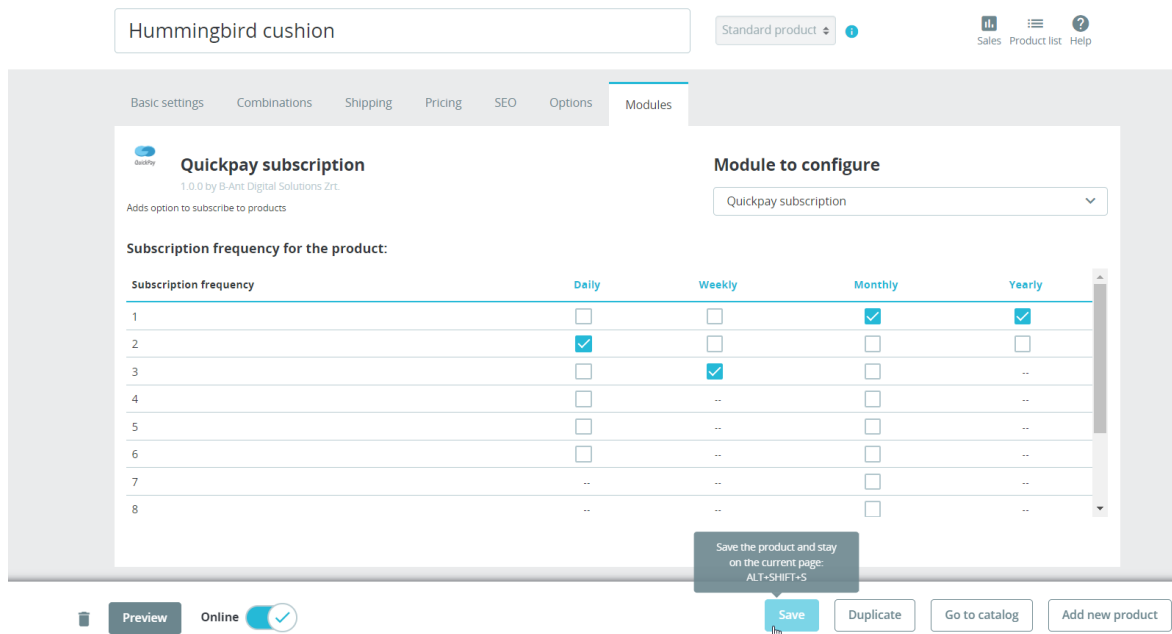 Hummingbird cushion
Standard product
Sales Product list Help
Basic settings Combinations Shipping Pricing SEO Options Modules
QuickPay
Quickpay subscription
1.0.0 by B-Ant Digital Solutions Zrt.
Adds option to subscribe to products
Module to configure
Quickpay subscription
Subscription frequency for the product:
Subscription frequency Daily Weekly Monthly Yearly
1
2
3 --
4 -- --
5 -- --
6 -- --
7 -- -- --
8 -- -- --
Save the product and stay
on the current page:
ALT+SHIFT+S
Preview Online Save Duplicate Go to catalog Add new product